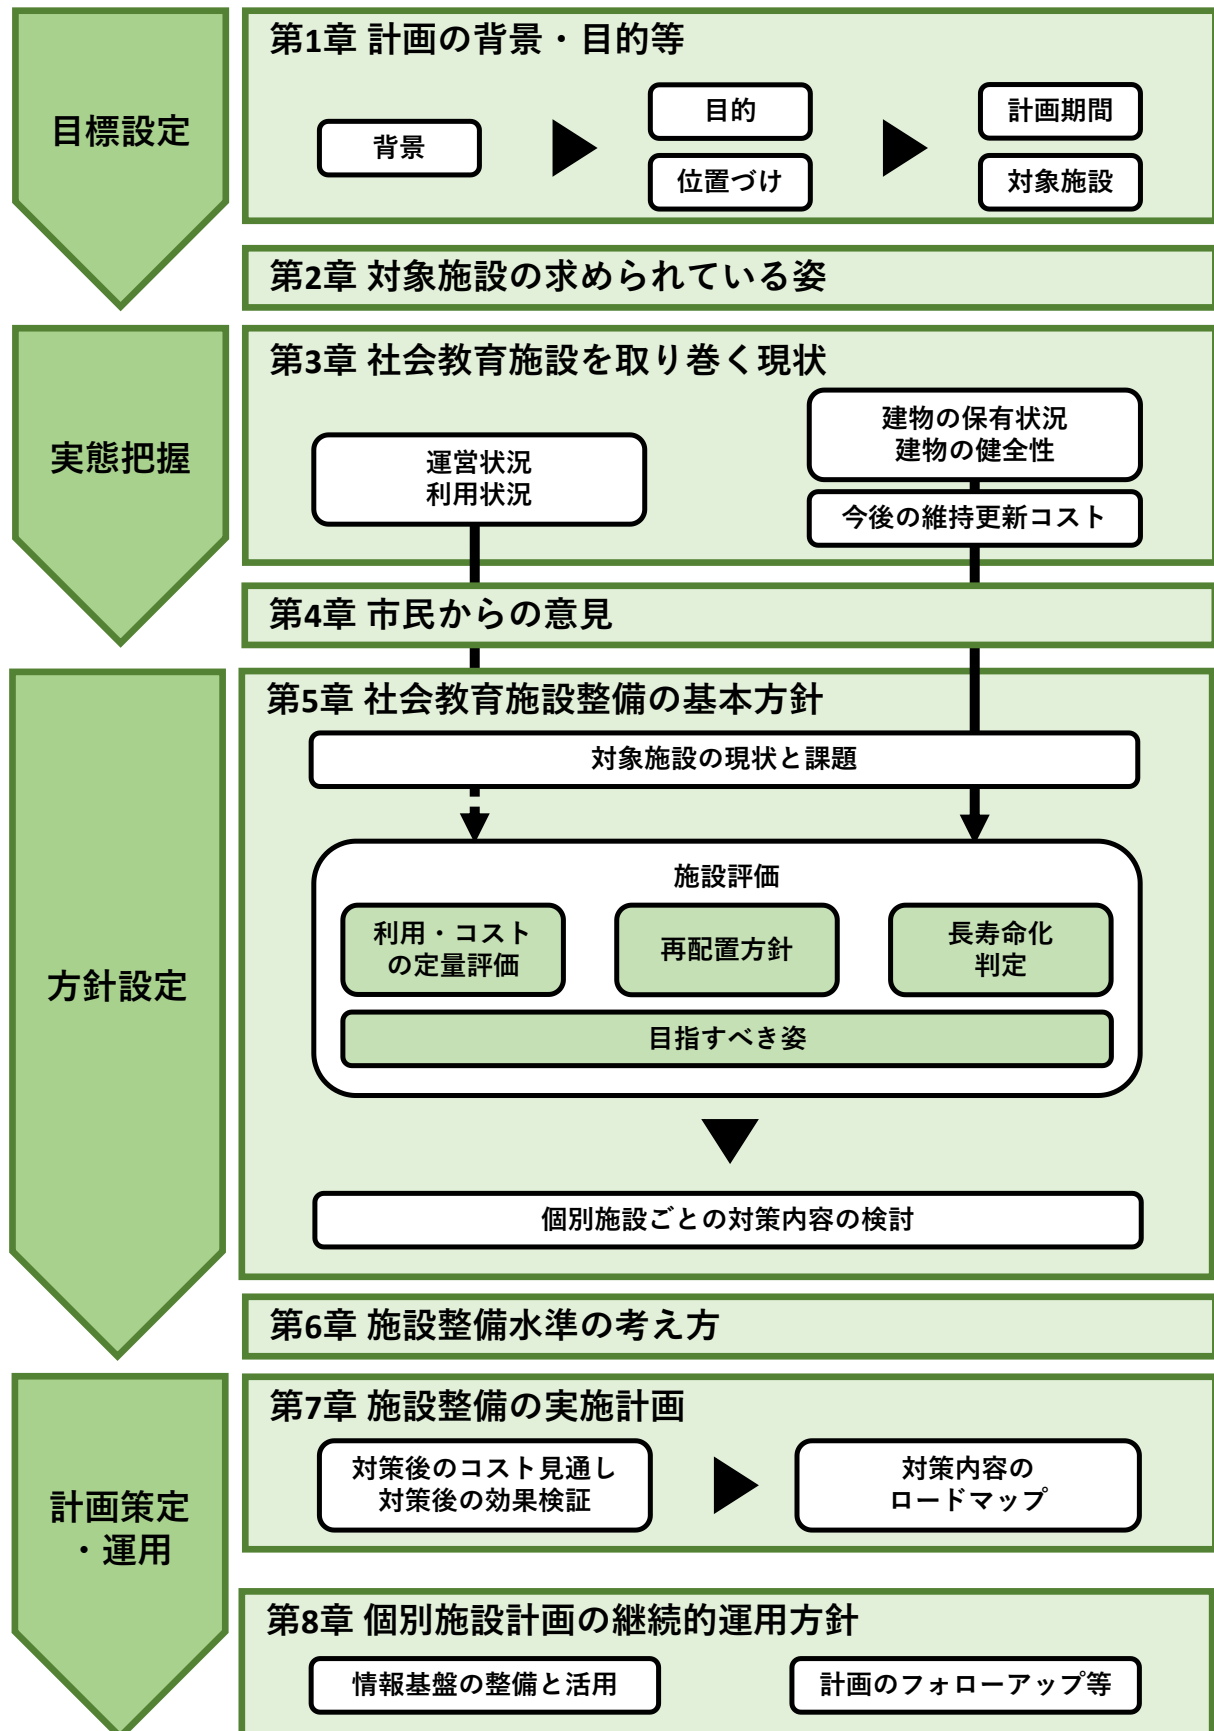 目標設定
第1章 計画の背景・目的等
背景
目的
位置づけ
計画期間
対象施設
第2章 対象施設の求められている姿
実態把握
第3章 社会教育施設を取り巻く現状
運営状況
利用状況
建物の保有状況
建物の健全性
今後の維持更新コスト
第4章 市民からの意見
方針設定
第5章 社会教育施設整備の基本方針
対象施設の現状と課題
施設評価
利用・コスト
の定量評価
再配置方針
長寿命化
判定
目指すべき姿
個別施設ごとの対策内容の検討
第6章 施設整備水準の考え方
計画策定
・運用
第7章 施設整備の実施計画
対策後のコスト見通し
対策後の効果検証
対策内容の
ロードマップ
第8章 個別施設計画の継続的運用方針
情報基盤の整備と活用
計画のフォローアップ等